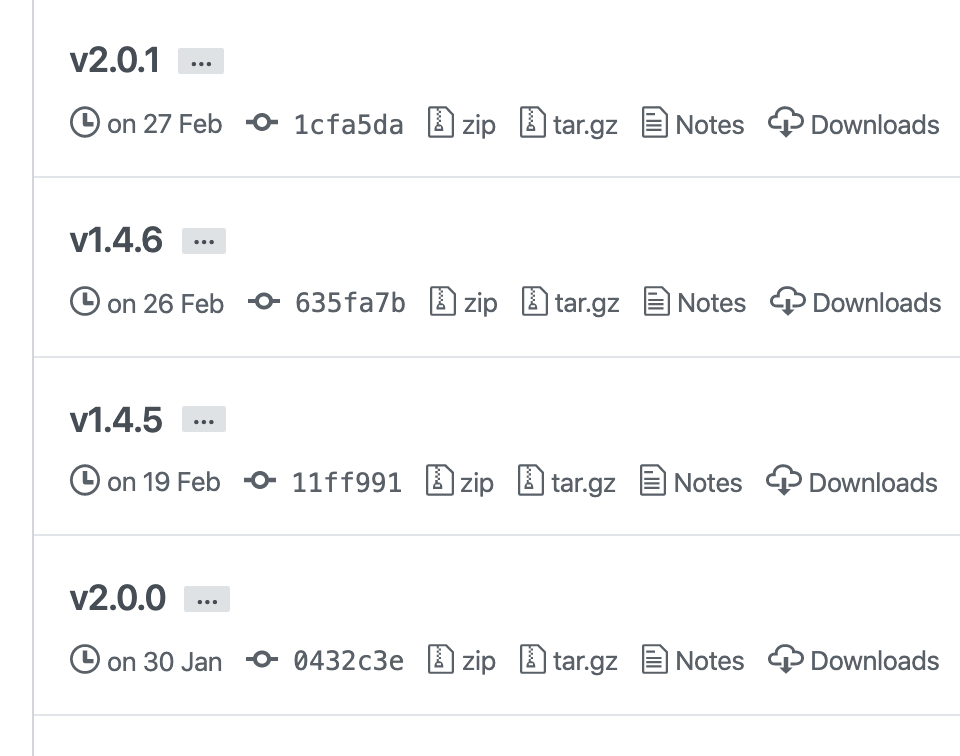 v2.0.1 ...
on 27 Feb 1cfa5da zip tar.gz Notes Downloads
v1.4.6 ...
on 26 Feb 635fa7b zip tar.gz Notes Downloads
v1.4.5 ...
on 19 Feb 11ff991 zip tar.gz Notes Downloads
v2.0.0 ...
on 30 Jan 0432c3e zip tar.gz Notes Downloads